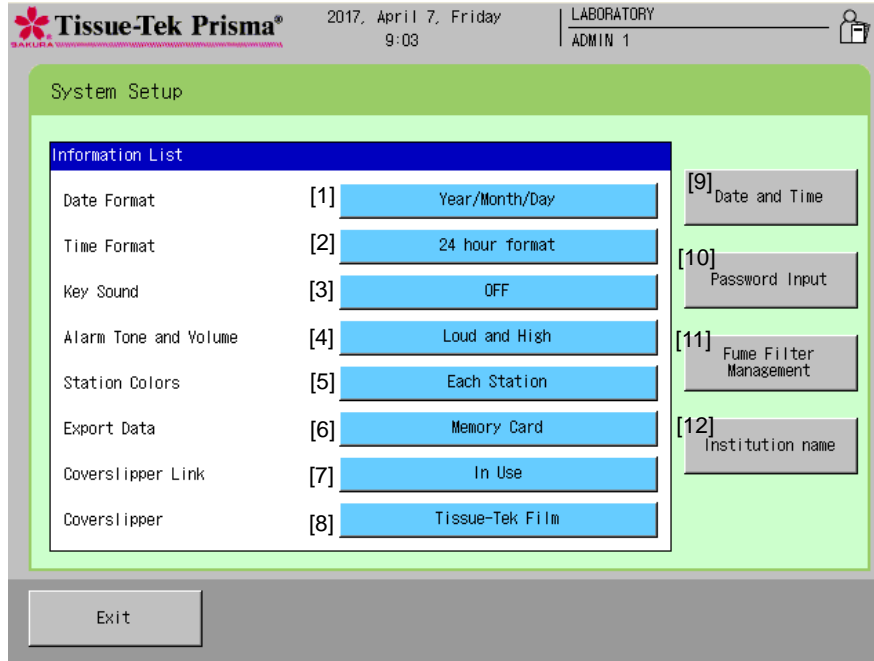 Tissue-Tek Prisma®
SAKURA
2017, April 7, Friday
9:03
LABORATORY
ADMIN 1
System Setup
Information List
Date Format [1] Year/Month/Day
Time Format [2] 24 hour format
Key Sound [3] OFF
Alarm Tone and Volume [4] Loud and High
Station Colors [5] Each Station
Export Data [6] Memory Card
Coverslipper Link [7] In Use
Coverslipper [8] Tissue-Tek Film
[9] Date and Time
[10] Password Input
[11] Fume Filter
Management
[12] Institution name
Exit